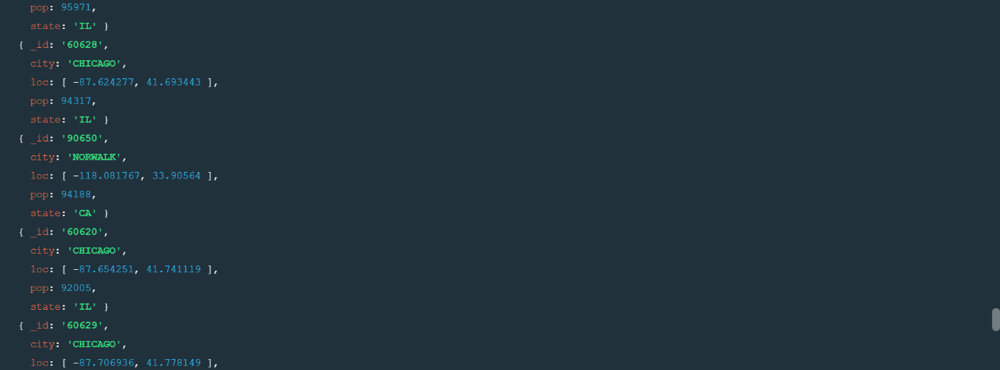 pop: 95971,
state: 'IL' }
{ _id: '60628',
city: 'CHICAGO',
loc: [ -87.624277, 41.693443 ],
pop: 94317,
state: 'IL' }
{ _id: '90650',
city: 'NORWALK',
loc: [ -118.081767, 33.90564 ],
pop: 94188,
state: 'CA' }
{ _id: '60620',
city: 'CHICAGO',
loc: [ -87.654251, 41.741119 ],
pop: 92005,
state: 'IL' }
{ _id: '60629',
city: 'CHICAGO',
loc: [ -87.706936, 41.778149 ],